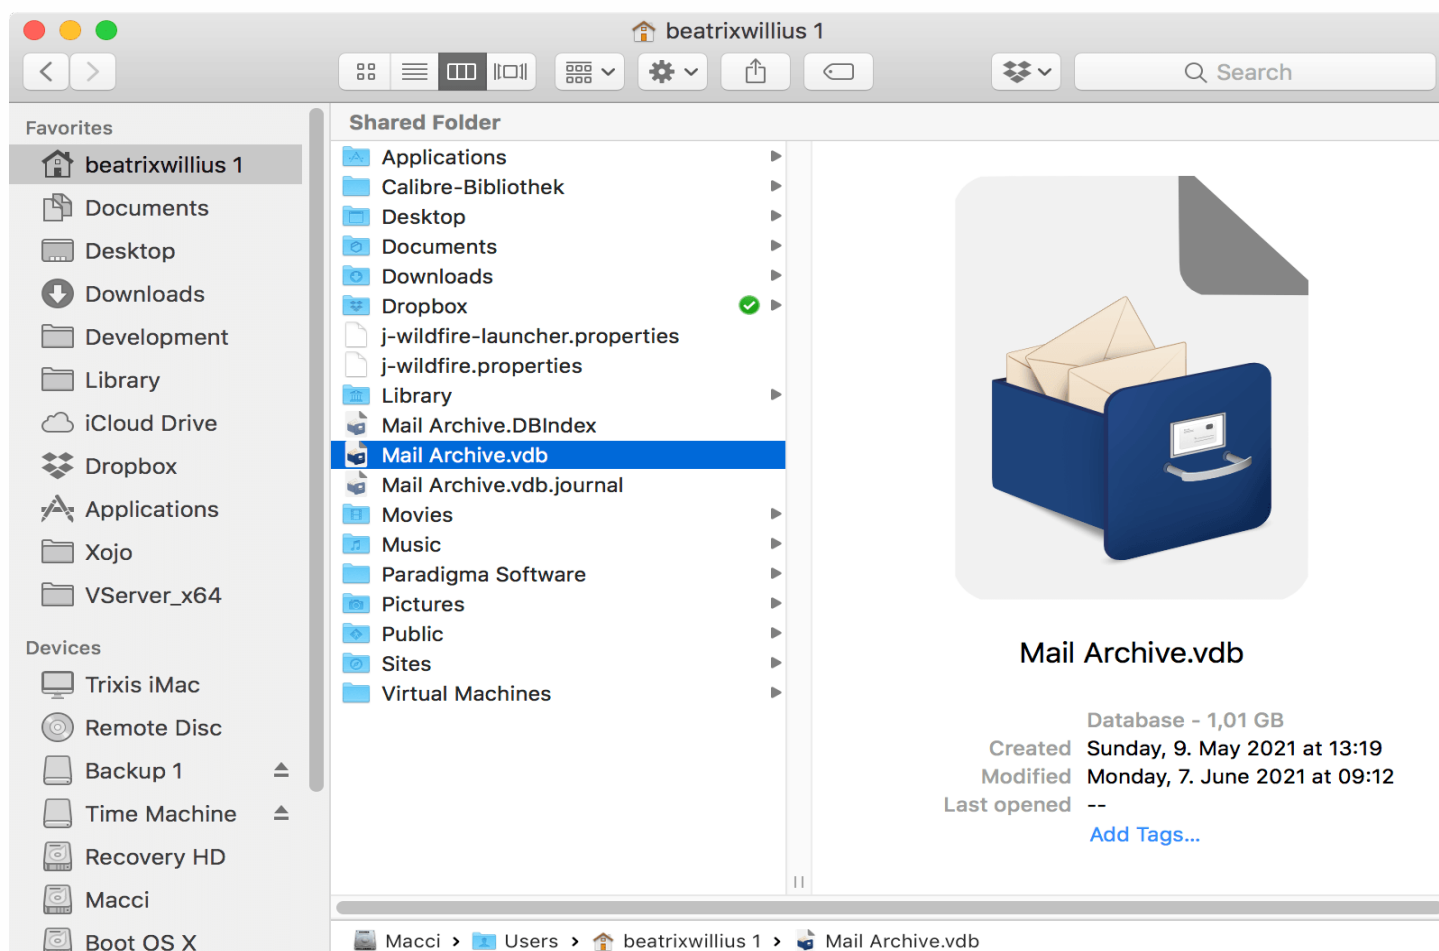 beatrixwillius 1
Search
Favorites
beatrixwillius 1
Documents
Desktop
Downloads
Development
Library
iCloud Drive
Dropbox
Applications
Xojo
VServer_x64
Devices
Trixis iMac
Remote Disc
Backup 1
Time Machine
Recovery HD
Macci
Boot OS X
Shared Folder
Applications
Calibre-Bibliothek
Desktop
Documents
Downloads
Dropbox
j-wildfire-launcher.properties
j-wildfire.properties
Library
Mail Archive.DBIndex
Mail Archive.vdb
Mail Archive.vdb.journal
Movies
Music
Paradigma Software
Pictures
Public
Sites
Virtual Machines
Mail Archive.vdb
Database - 1,01 GB
Created Sunday, 9. May 2021 at 13:19
Modified Monday, 7. June 2021 at 09:12
Last opened --
Add Tags...
Macci › Users › beatrixwillius 1 › Mail Archive.vdb